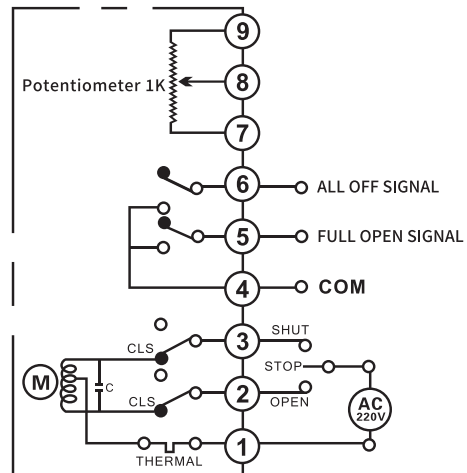 9
Potentiometer 1K
8
7
6 ALL OFF SIGNAL
5 FULL OPEN SIGNAL
4 COM
CLS 3 SHUT
STOP
M C
CLS 2 OPEN
AC
220V
THERMAL 1